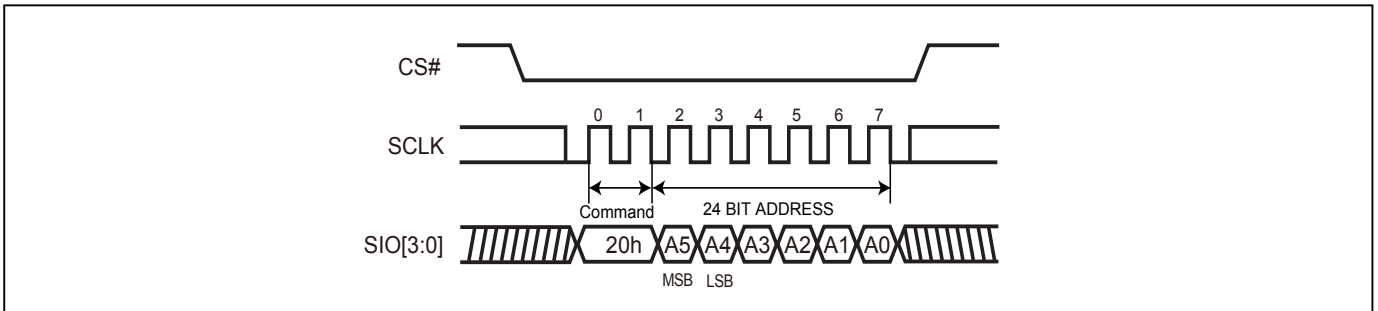 CS#
0 1 2 3 4 5 6 7
SCLK
Command 24 BIT ADDRESS
SIO[3:0] 20h A5 A4 A3 A2 A1 A0
MSB LSB